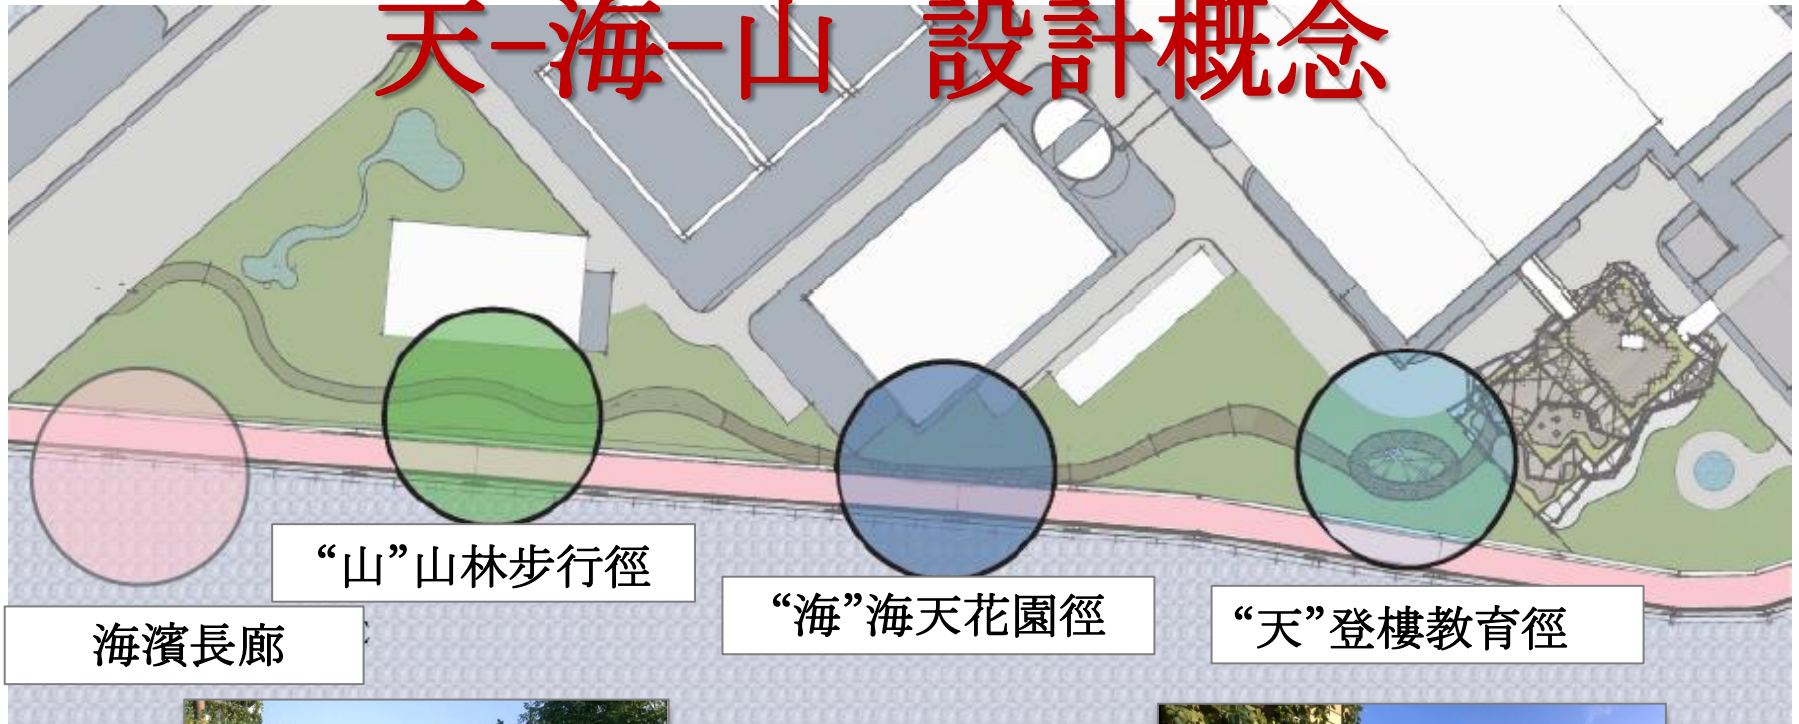 天-海-山 設計概念
“山”山林步行徑
“海”海天花園徑
“天”登樓教育徑
海濱長廊